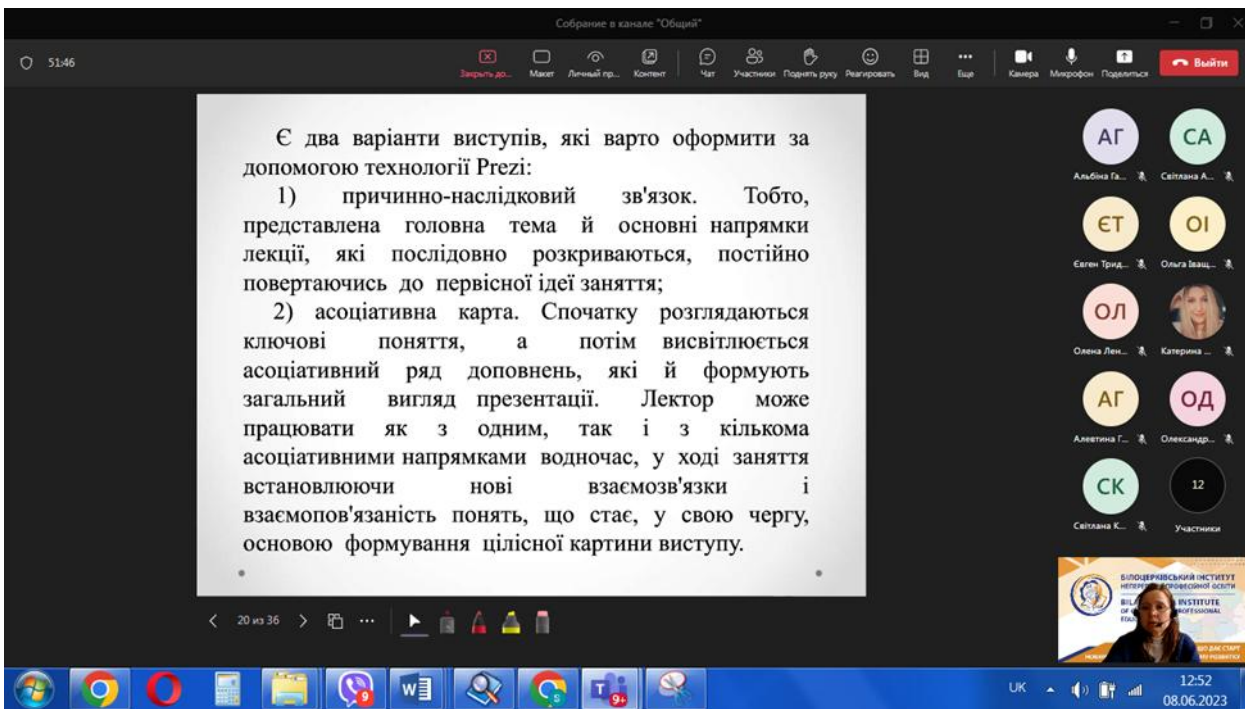 Собрание в канале "Общий"
51:46
Закрыть до...
Макет
Личный пр...
Контент
Чат
Участники
Поднять руку
Реагировать
Вид
Еще
Камера
Микрофон
Поделиться
Выйти
Є два варіанти виступів, які варто оформити за
допомогою технології Prezi:
1) причинно-наслідковий зв'язок. Тобто,
представлена головна тема й основні напрямки
лекції, які послідовно розкриваються, постійно
повертаючись до первісної ідеї заняття;
2) асоціативна карта. Спочатку розглядаються
ключові поняття, а потім висвітлюється
асоціативний ряд доповнень, які й формують
загальний вигляд презентації. Лектор може
працювати як з одним, так і з кількома
асоціативними напрямками водночас, у ході заняття
встановлюючи нові взаємозв'язки і
взаємопов'язаність понять, що стає, у свою чергу,
основою формування цілісної картини виступу.
АГ
СА
Альбіна Га...
Світлана А...
ЄТ
ОІ
Євген Трид...
Ольга Іващ...
ОЛ
Олена Лен...
Катерина ...
АГ
ОД
Алевтина Г...
Олександр...
СК
12
Світлана К...
Участники
БІЛОЦЕРКІВСЬКИЙ ІНСТИТУТ
INSTITUTE
20 из 36
9
9+
UK
12:52
08.06.2023